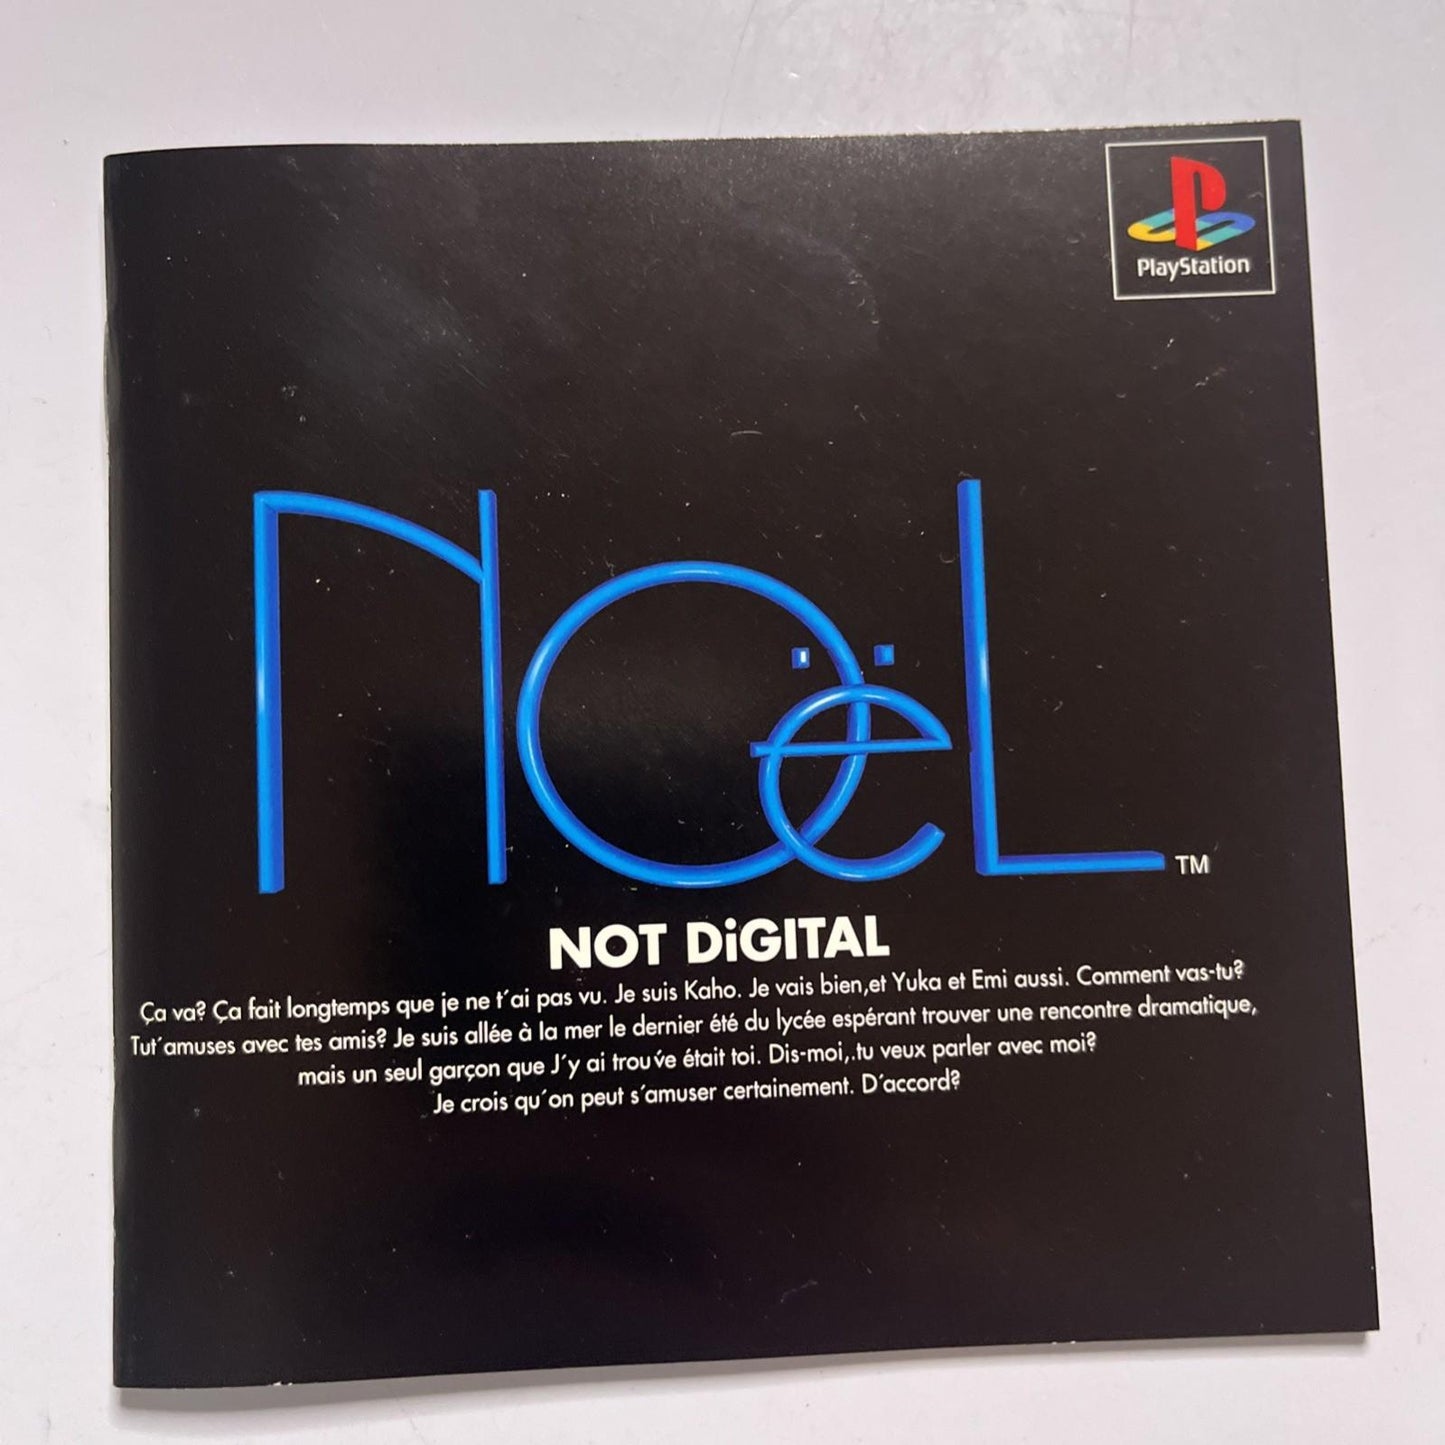 PlayStation
NOëL TM
NOT DiGITAL
Ça va? Ça fait longtemps que je ne t´ai pas vu. Je suis Kaho. Je vais bien,et Yuka et Emi aussi. Comment vas-tu?
Tut´amuses avec tes amis? Je suis allée à la mer le dernier été du lycée espérant trouver une rencontre dramatique,
mais un seul garçon que J´y ai trouv́e était toi. Dis-moi,.tu veux parler avec moi?
Je crois qu´on peut s´amuser certainement. D´accord?